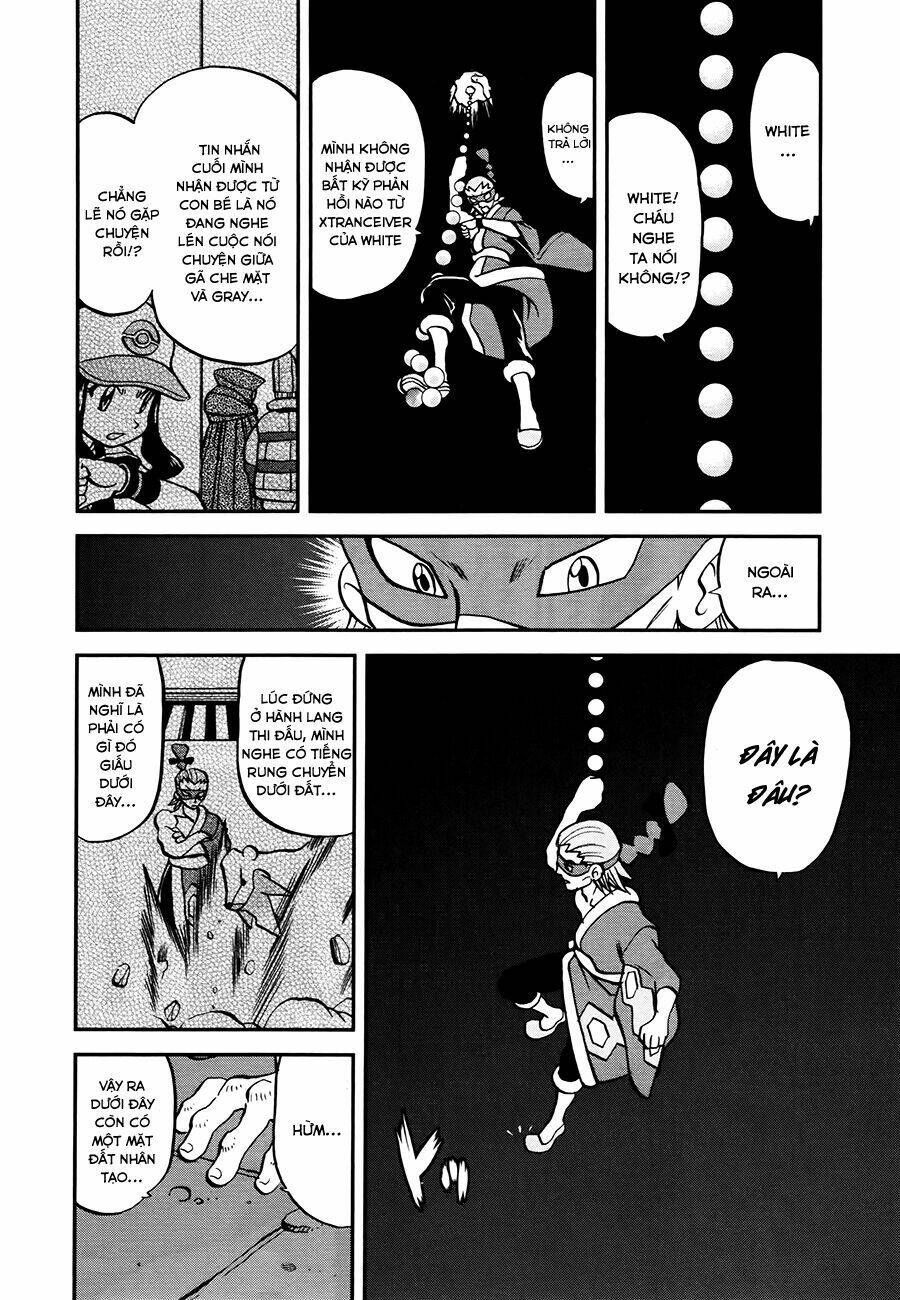 WHITE
...
WHITE!
CHÁU
NGHE
TA NÓI
KHÔNG!?
KHÔNG
TRẢ LỜI
...
MÌNH KHÔNG
NHẬN ĐƯỢC
BẤT KỲ PHẢN
HỒI NÀO TỪ
XTRANCEIVER
CỦA WHITE
TIN NHẮN
CUỐI MÌNH
NHẬN ĐƯỢC TỪ
CON BÉ LÀ NÓ
ĐANG NGHE
LÉN CUỘC NÓI
CHUYỆN GIỮA
GÃ CHE MẶT
VÀ GRAY...
CHẲNG
LẼ NÓ GẶP
CHUYỆN
RỒI!?
NGOÀI
RA...
ĐÂY LÀ
ĐÂU?
ドッ
LÚC ĐỨNG
Ở HÀNH LANG
THI ĐẤU, MÌNH
NGHE CÓ TIẾNG
RUNG CHUYỂN
DƯỚI ĐẤT...
MÌNH ĐÃ
NGHĨ LÀ
PHẢI CÓ
GÌ ĐÓ
GIẤU
DƯỚI
ĐÂY...
HỪM...
VẬY RA
DƯỚI ĐÂY
CÒN CÓ
MỘT MẶT
ĐẤT NHÂN
TẠO...